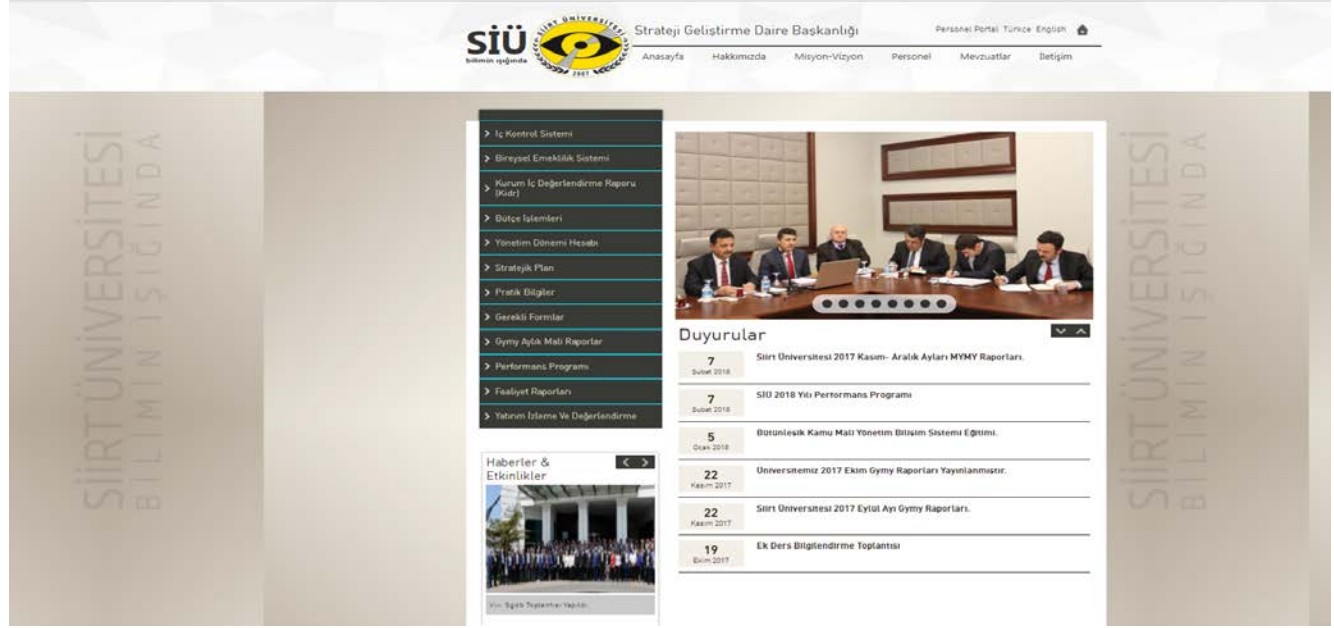 SİÜ
bilimin ışığında
SİİRT ÜNİVERSİTESİ
2007
Strateji Geliştirme Daire Başkanlığı
Personel Portal Türkçe English
Anasayfa Hakkımızda Misyon-Vizyon Personel Mevzuatlar İletişim
SİİRT ÜNİVERSİTESİ
BİLİMİN IŞIĞINDA
İç Kontrol Sistemi
Bireysel Emeklilik Sistemi
Kurum İç Değerlendirme Raporu
(Kidr)
Bütçe İşlemleri
Yönetim Dönemi Hesabı
Stratejik Plan
Pratik Bilgiler
Gerekli Formlar
Gymy Aylık Mali Raporlar
Performans Programı
Faaliyet Raporları
Yatırım İzleme Ve Değerlendirme
Haberler &
Etkinlikler
Toplantısı Yapıldı
Duyurular
7
Şubat 2018
Siirt Üniversitesi 2017 Kasım- Aralık Ayları MYMY Raporları.
7
Şubat 2018
SİÜ 2018 Yılı Performans Programı
5
Ocak 2018
Bütünleşik Kamu Mali Yönetim Bilişim Sistemi Eğitimi.
22
Kasım 2017
Üniversitemiz 2017 Ekim Gymy Raporları Yayınlanmıştır.
22
Kasım 2017
Siirt Üniversitesi 2017 Eylül Ayı Gymy Raporları.
19
Ekim 2017
Ek Ders Bilgilendirme Toplantısı
SİİRT ÜNİVERSİTESİ
BİLİMİN IŞIĞINDA